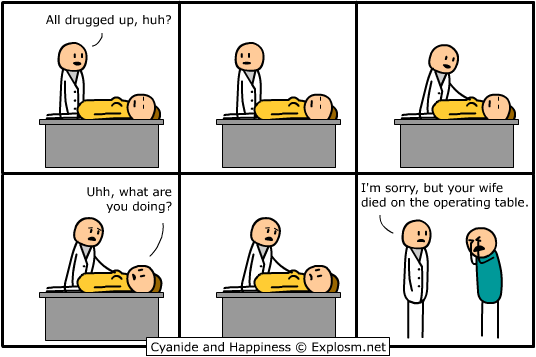 All drugged up, huh?
Uhh, what are
you doing?
I'm sorry, but your wife
died on the operating table.
Cyanide and Happiness © Explosm.net